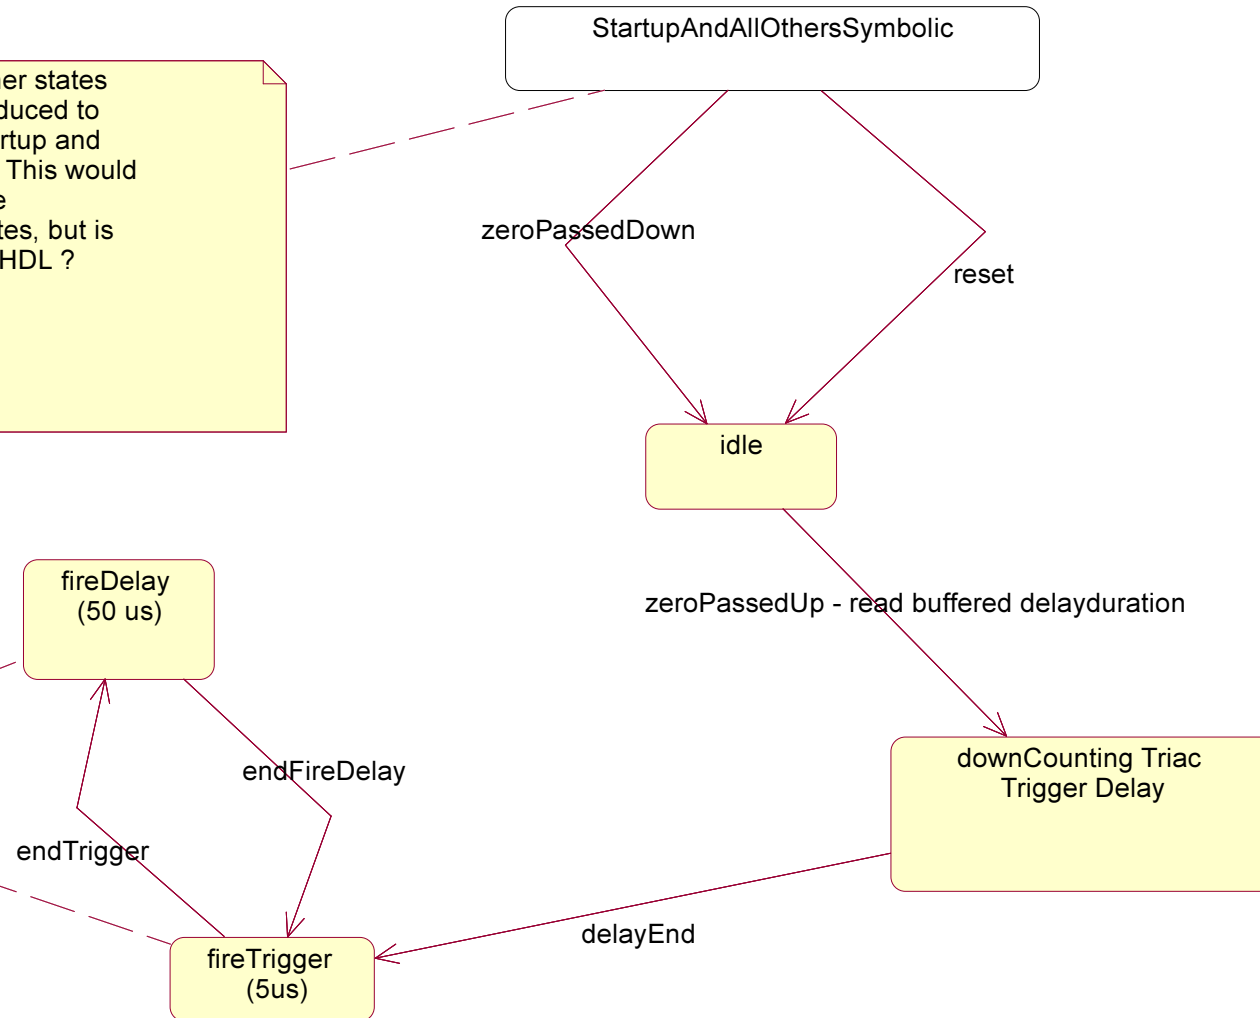 StartupAndAllOthersSymbolic
er states
duced to
rtup and
This would
e
tes, but is
HDL ?
zeroPassedDown
reset
idle
fireDelay
(50 us)
zeroPassedUp - read buffered delayduration
downCounting Triac
Trigger Delay
endFireDelay
endTrigger
delayEnd
fireTrigger
(5us)